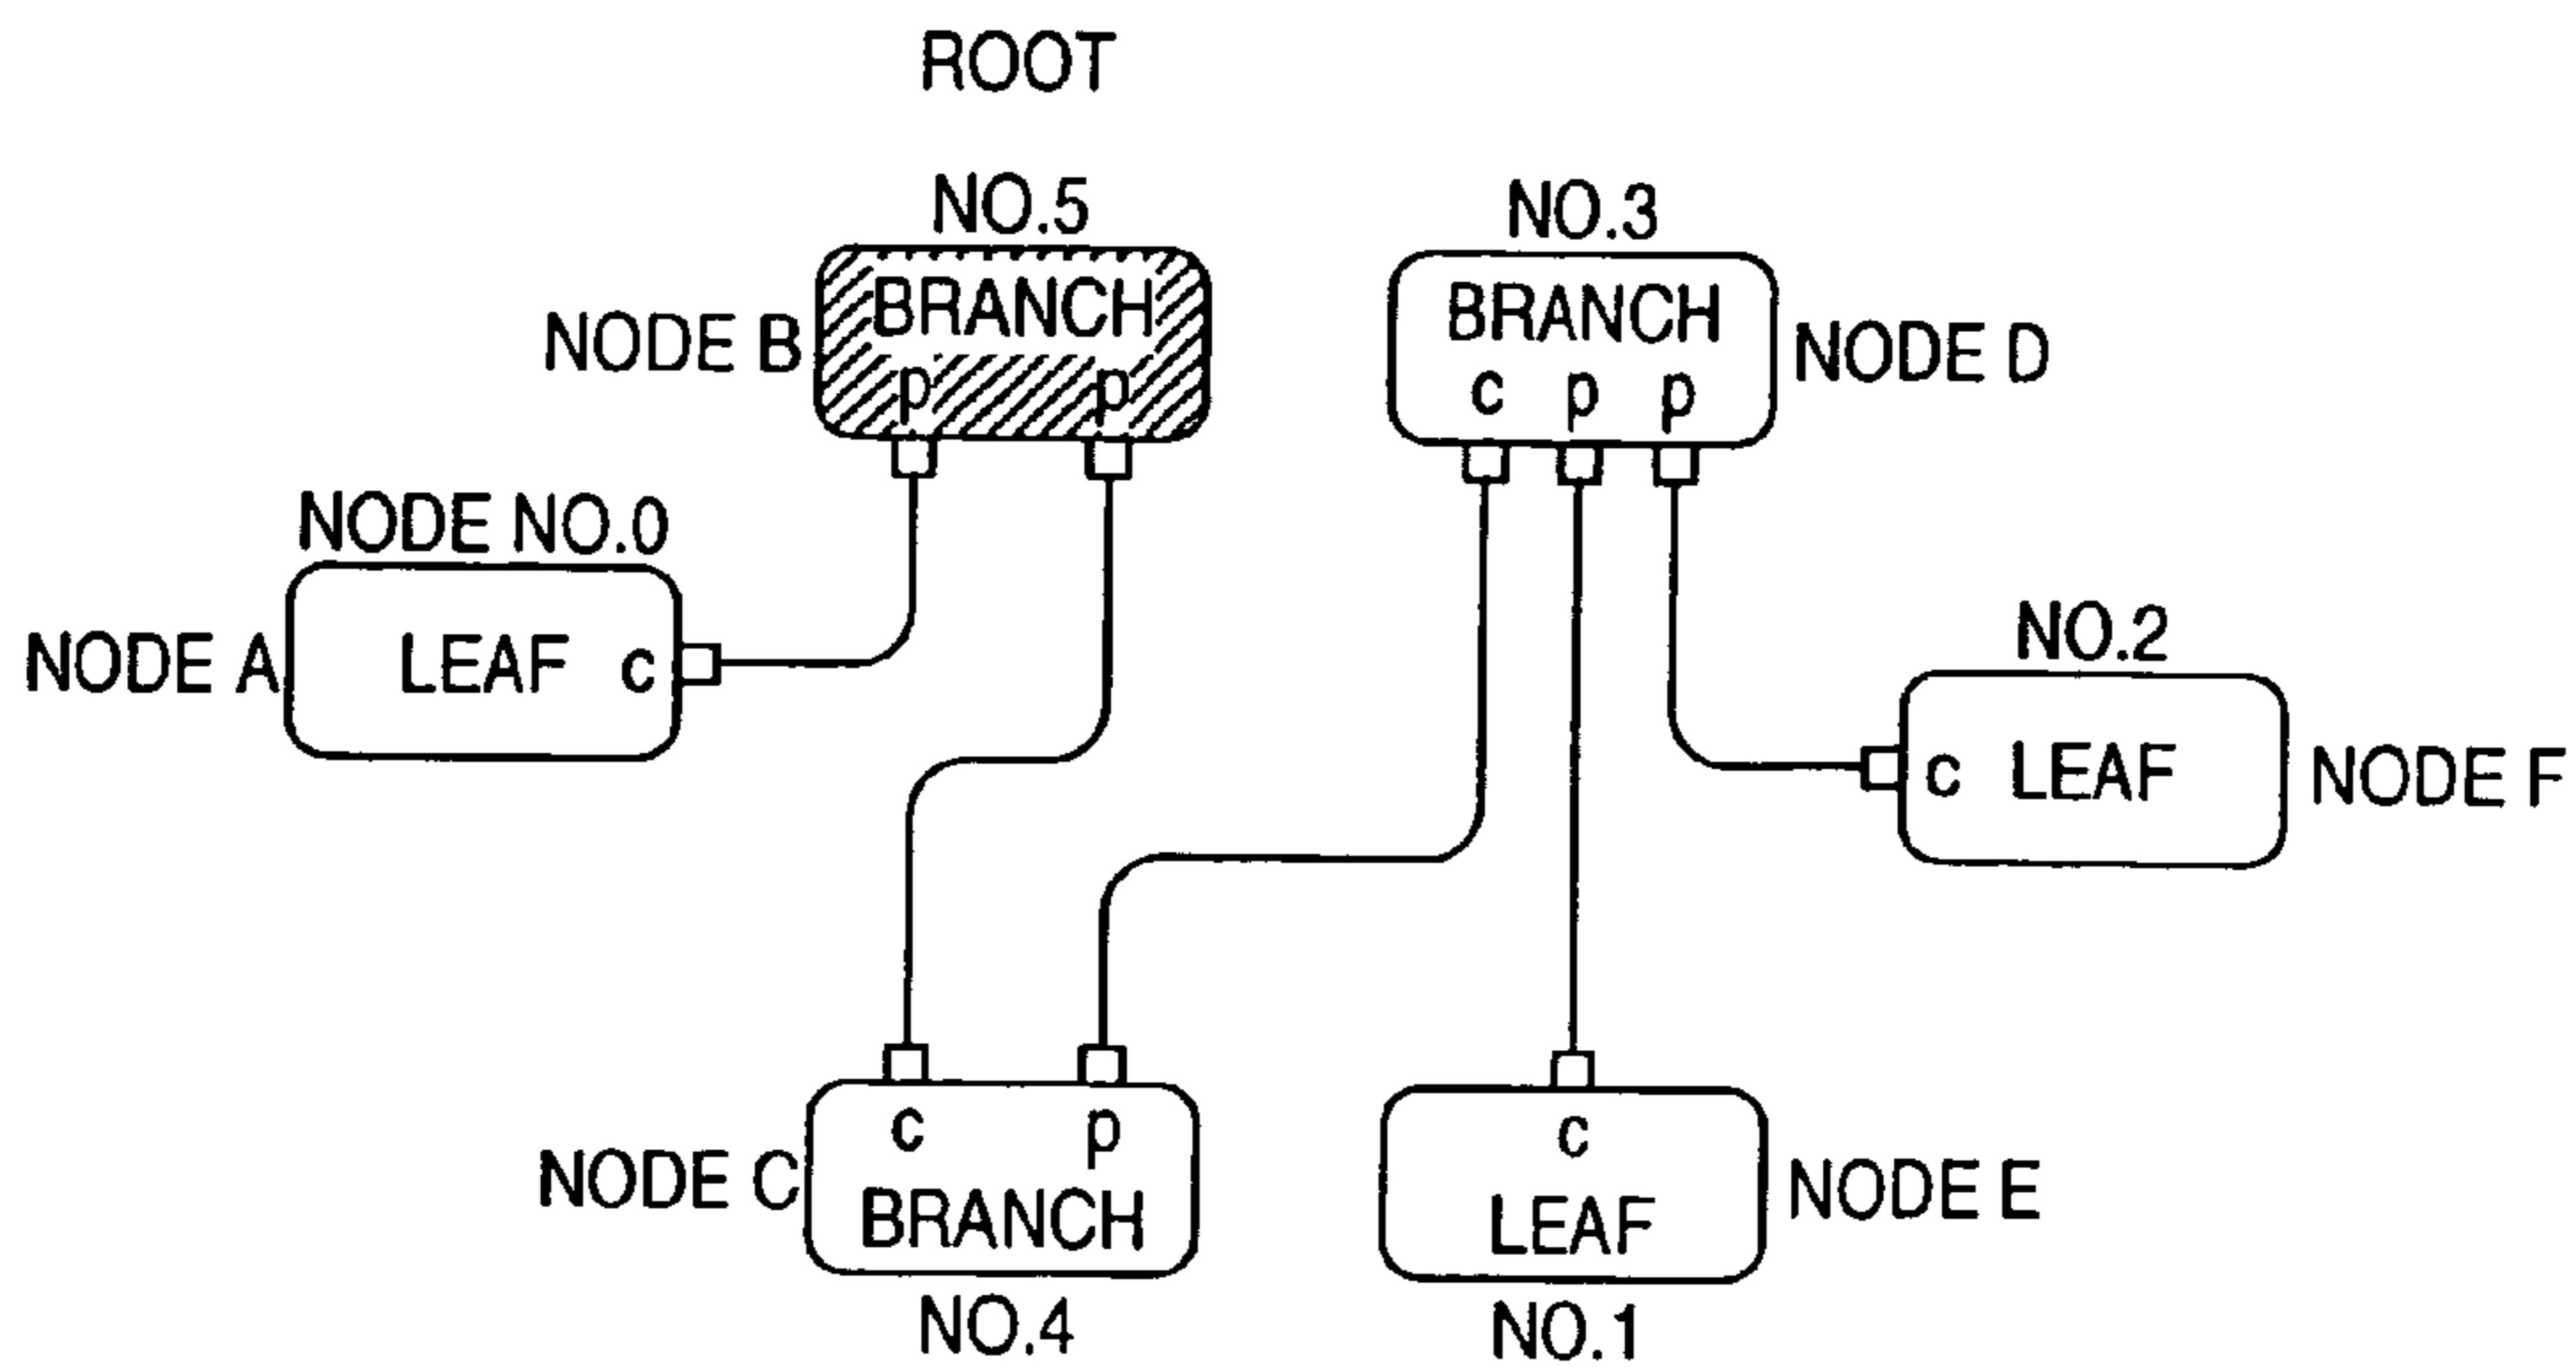 ROOT
NO.5
NO.3
BRANCH
BRANCH
NODE B
NODE D
p p
c p p
NODE NO.0
NO.2
NODE A
LEAF c
c LEAF
NODE F
c p
c
NODE C
NODE E
BRANCH
LEAF
NO.4
NO.1